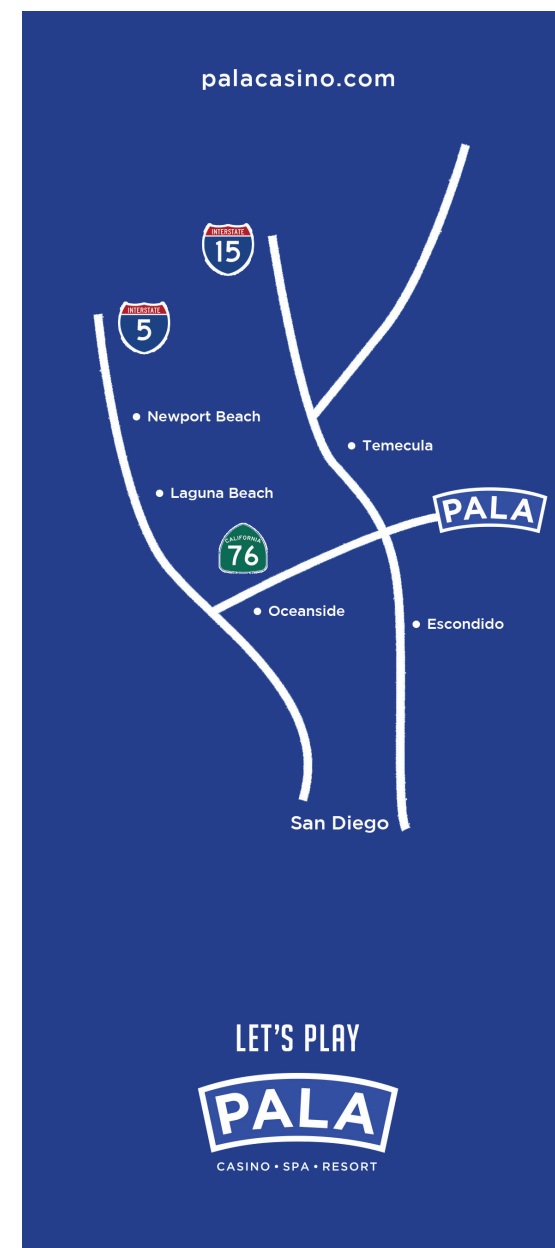 palacasino.com
INTERSTATE
15
INTERSTATE
5
Newport Beach
Temecula
Laguna Beach
PALA
CALIFORNIA
76
Oceanside
Escondido
San Diego
LET'S PLAY
PALA
CASINO • SPA • RESORT